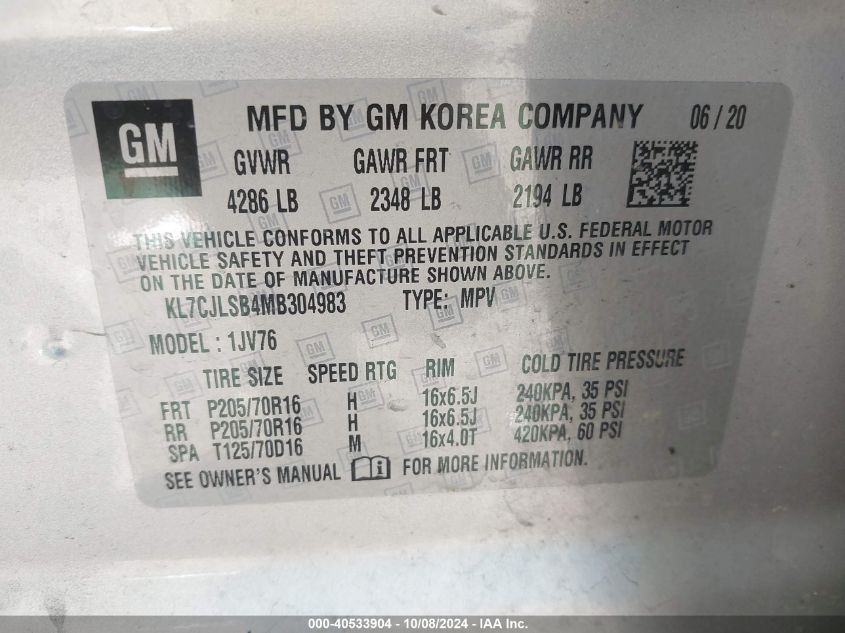 GM
MFD BY GM KOREA COMPANY 06 / 20
GVWR GAWR FRT GAWR RR
4286 LB 2348 LB 2194 LB
THIS VEHICLE CONFORMS TO ALL APPLICABLE U.S. FEDERAL MOTOR
VEHICLE SAFETY AND THEFT PREVENTION STANDARDS IN EFFECT
ON THE DATE OF MANUFACTURE SHOWN ABOVE.
KL7CJLSB4MB304983 TYPE: MPV
MODEL : 1JV76
TIRE SIZE SPEED RTG RIM COLD TIRE PRESSURE
FRT P205/70R16 H 16x6.5J 240KPA, 35 PSI
RR P205/70R16 H 16x6.5J 240KPA, 35 PSI
SPA T125/70D16 M 16x4.0T 420KPA, 60 PSI
SEE OWNER'S MANUAL FOR MORE INFORMATION.
000-40533904 - 10/08/2024 - IAA Inc.